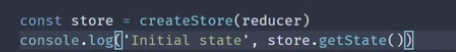 const store = createStore(reducer)
console.log('Initial state', store.getState())